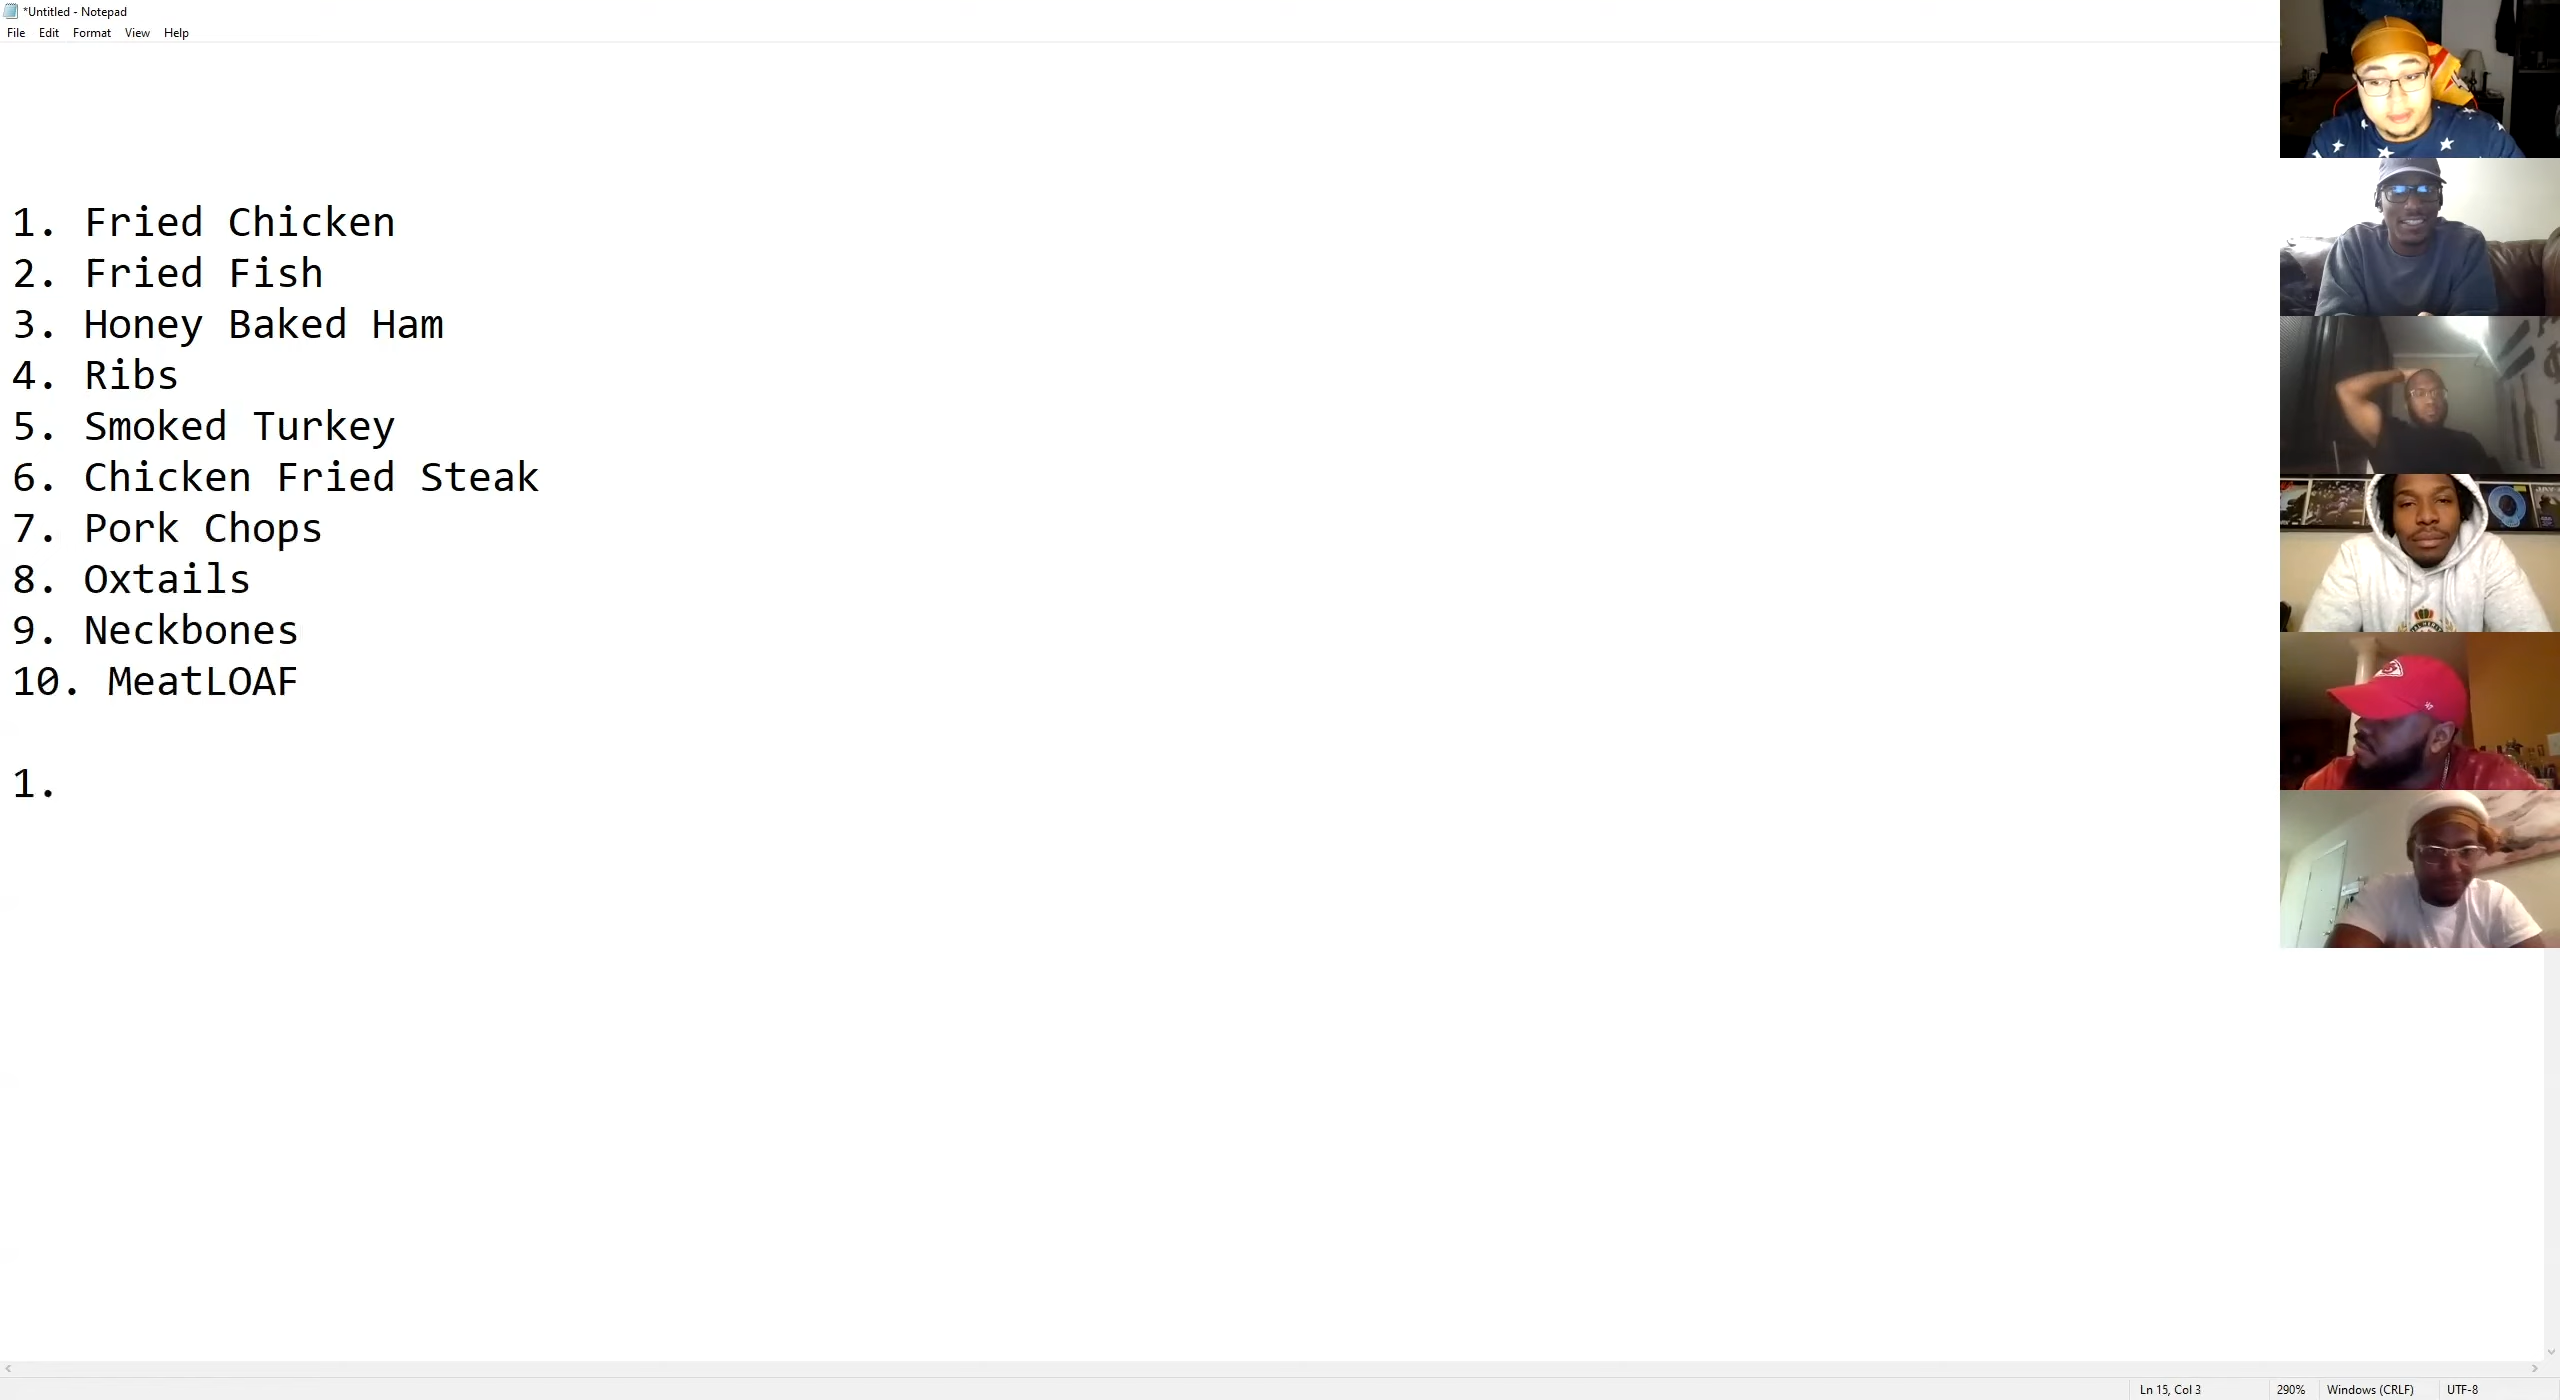 *Untitled - Notepad
File Edit Format View Help
1. Fried Chicken
2. Fried Fish
3. Honey Baked Ham
4. Ribs
5. Smoked Turkey
6. Chicken Fried Steak
7. Pork Chops
8. Oxtails
9. Neckbones
10. MeatLOAF
1.
Ln 15, Col 3 290% Windows (CRLF) UTF-8